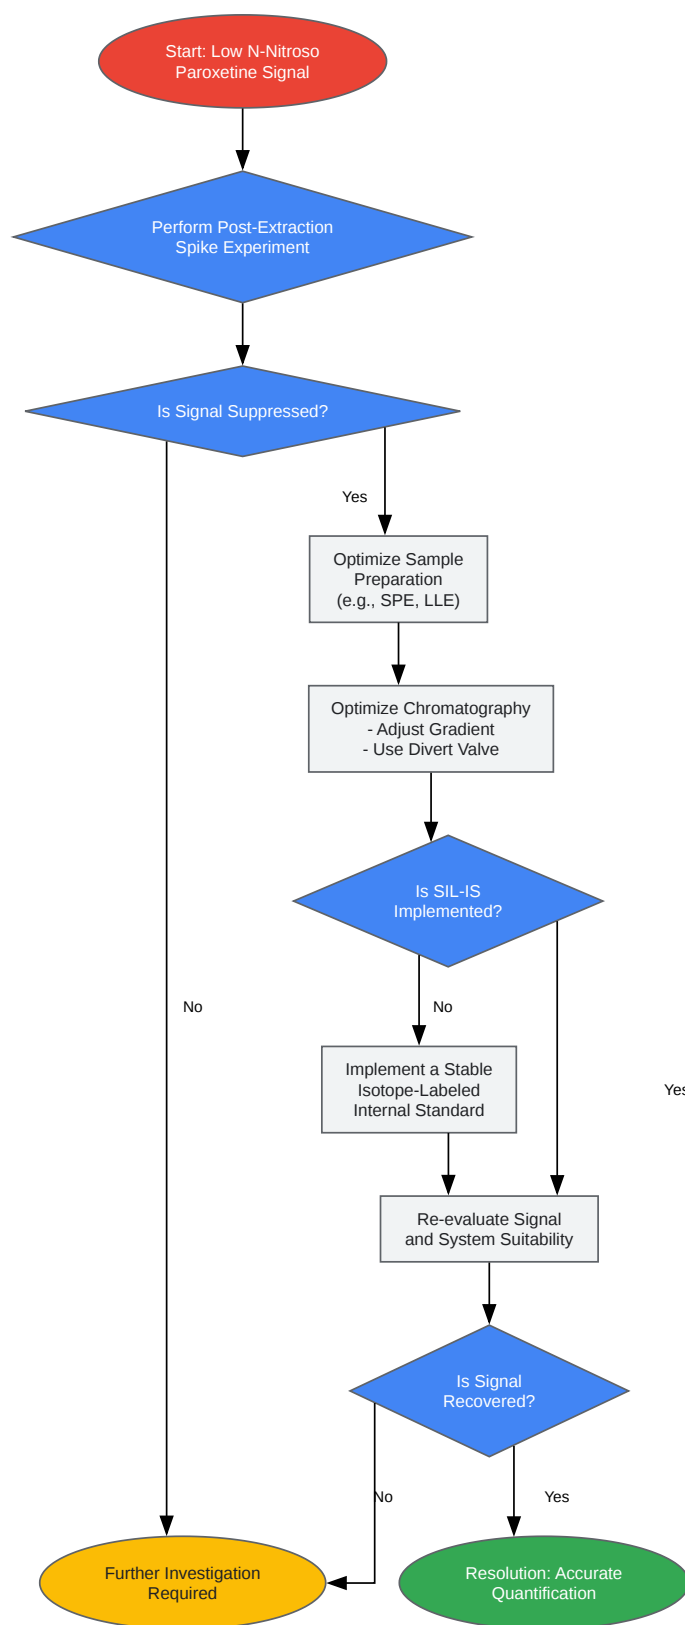 Start: Low N-Nitroso
Paroxetine Signal
Perform Post-Extraction
Spike Experiment
Is Signal Suppressed?
Yes
Optimize Sample
Preparation
(e.g., SPE, LLE)
Optimize Chromatography
- Adjust Gradient
- Use Divert Valve
Is SIL-IS
Implemented?
No
No
Implement a Stable
Isotope-Labeled
Internal Standard
Yes
Re-evaluate Signal
and System Suitability
Is Signal
Recovered?
No
Yes
Further Investigation
Required
Resolution: Accurate
Quantification